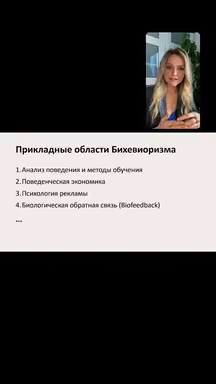 Прикладные области Бихевиоризма
1. Анализ поведения и методы обучения
2. Поведенческая экономика
3. Психология рекламы
4. Биологическая обратная связь (Biofeedback)
...